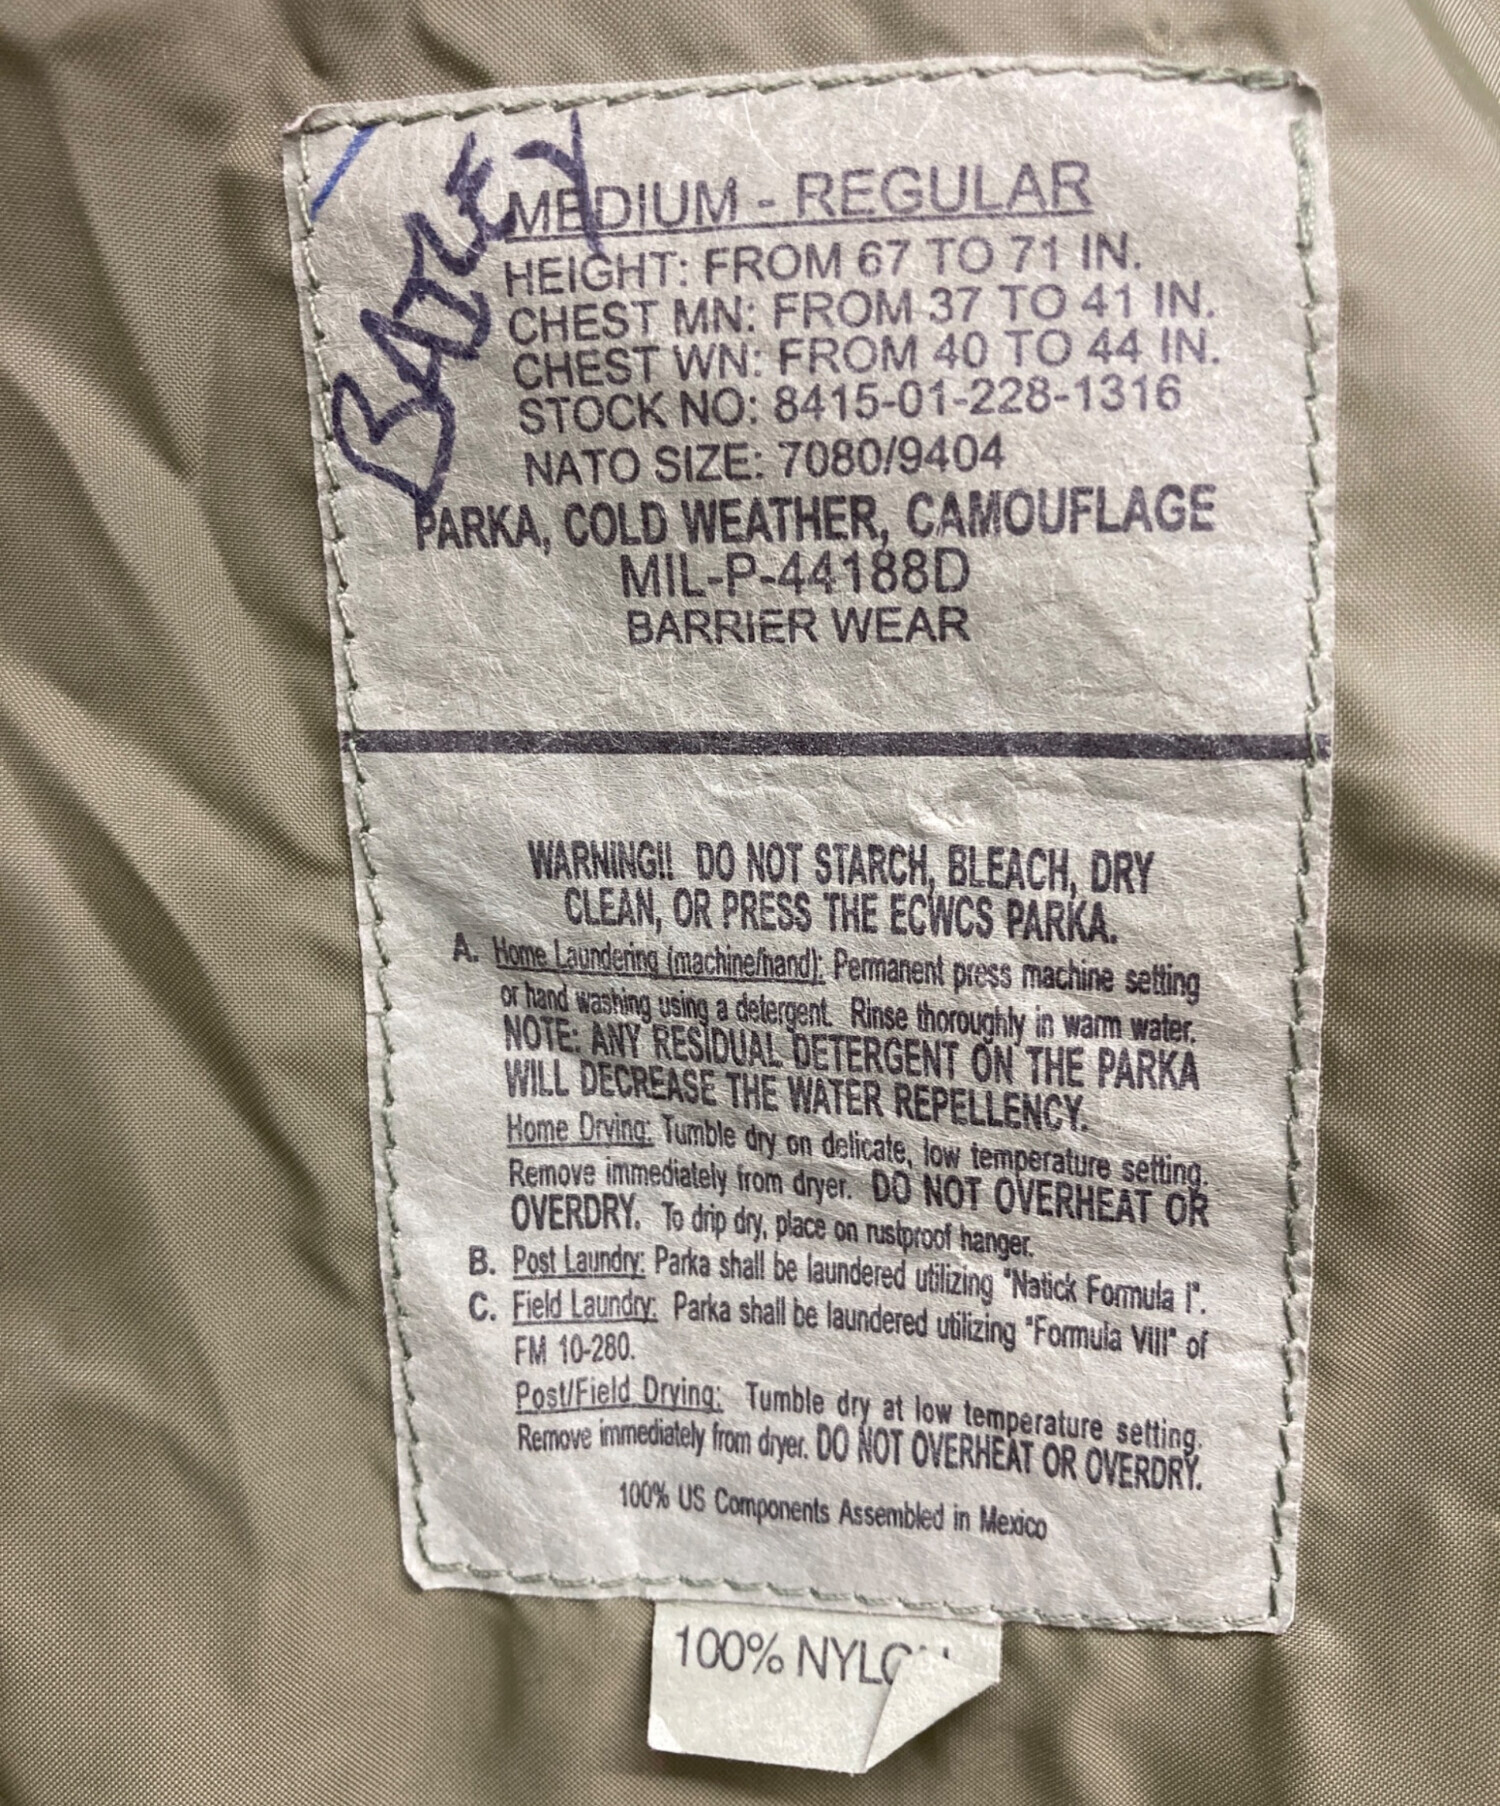 BATEY
MEDIUM - REGULAR
HEIGHT: FROM 67 TO 71 IN.
CHEST MN: FROM 37 TO 41 IN.
CHEST WN: FROM 40 TO 44 IN.
STOCK NO: 8415-01-228-1316
NATO SIZE: 7080/9404
PARKA, COLD WEATHER, CAMOUFLAGE
MIL-P-44188D
BARRIER WEAR
WARNING!! DO NOT STARCH, BLEACH, DRY
CLEAN, OR PRESS THE ECWCS PARKA.
A. Home Laundering (machine/hand): Permanent press machine setting
or hand washing using a detergent. Rinse thoroughly in warm water.
NOTE: ANY RESIDUAL DETERGENT ON THE PARKA
WILL DECREASE THE WATER REPELLENCY.
Home Drying: Tumble dry on delicate, low temperature setting.
Remove immediately from dryer. DO NOT OVERHEAT OR
OVERDRY. To drip dry, place on rustproof hanger.
B. Post Laundry: Parka shall be laundered utilizing "Natick Formula I".
C. Field Laundry: Parka shall be laundered utilizing "Formula VIII" of
FM 10-280.
Post/Field Drying: Tumble dry at low temperature setting.
Remove immediately from dryer. DO NOT OVERHEAT OR OVERDRY.
100% US Components Assembled in Mexico
100% NYLON